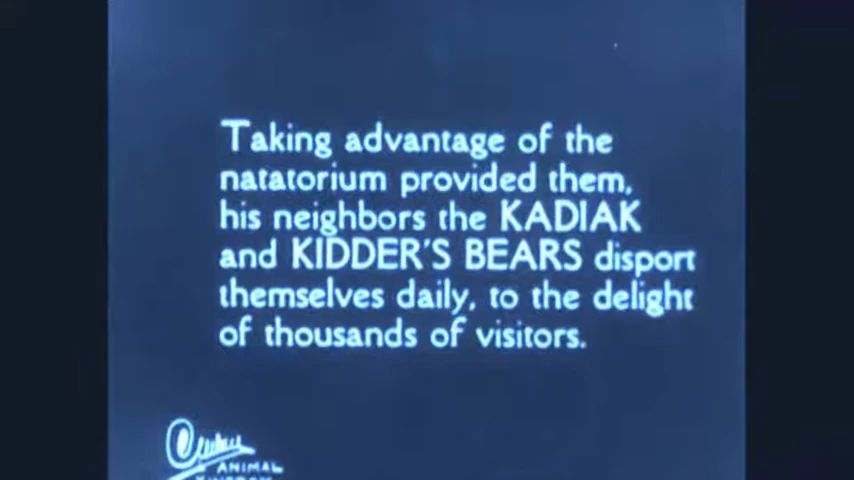 Taking advantage of the
natatorium provided them,
his neighbors the KADIAK
and KIDDER'S BEARS disport
themselves daily, to the delight
of thousands of visitors.
ANIMAL